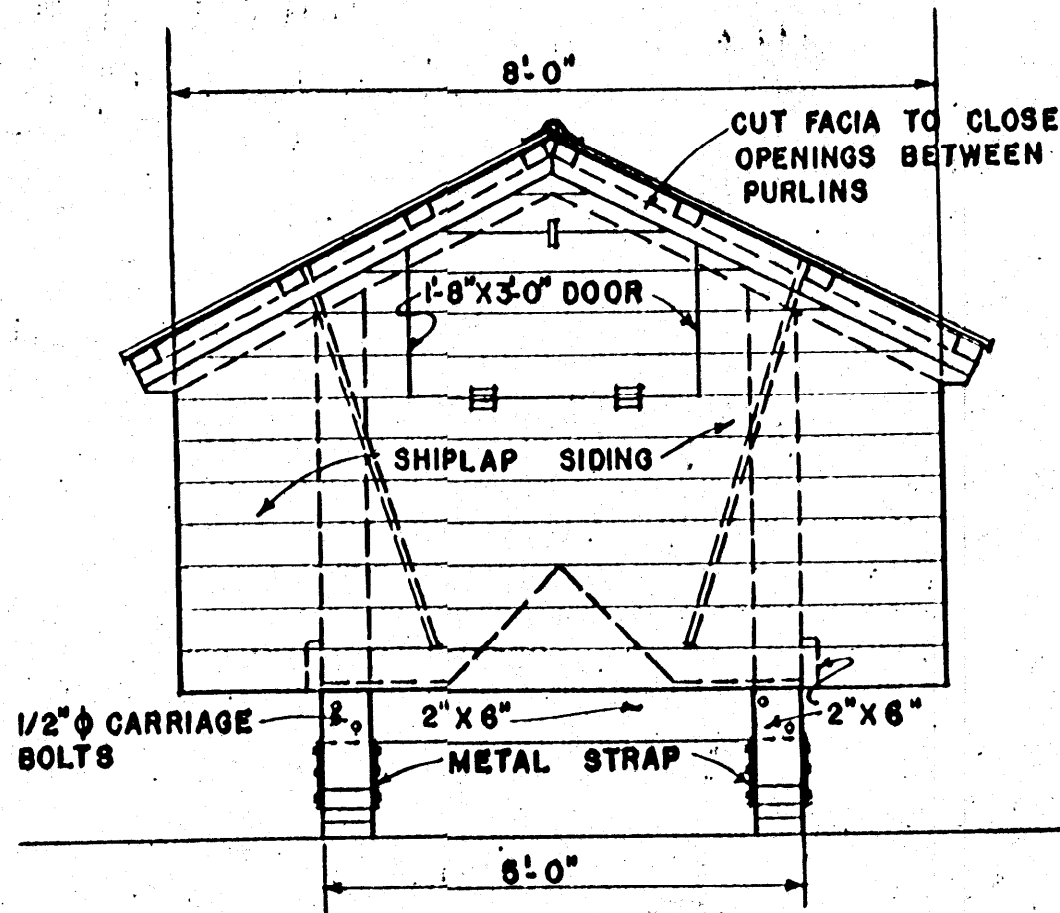 8'-0"
CUT FACIA TO CLOSE
OPENINGS BETWEEN
PURLINS
1'-8"X3'-0" DOOR
SHIPLAP SIDING
1/2"ϕ CARRIAGE
BOLTS
2"X6"
2"X6"
METAL STRAP
5'-0"